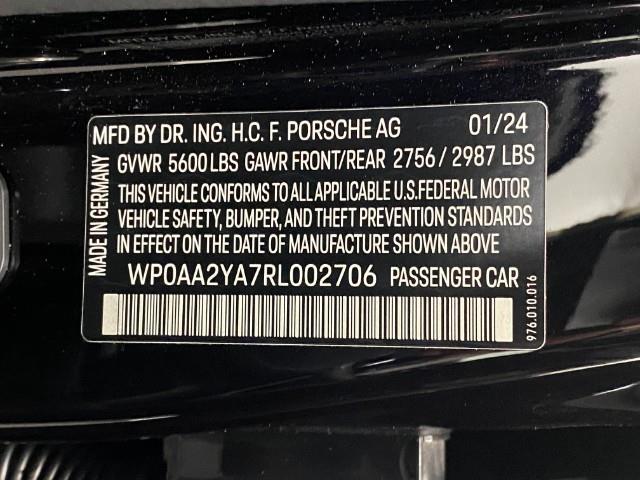 MFD BY DR. ING. H.C. F. PORSCHE AG 01/24
GVWR 5600 LBS GAWR FRONT/REAR 2756 / 2987 LBS
THIS VEHICLE CONFORMS TO ALL APPLICABLE U.S.FEDERAL MOTOR
VEHICLE SAFETY, BUMPER, AND THEFT PREVENTION STANDARDS
IN EFFECT ON THE DATE OF MANUFACTURE SHOWN ABOVE
WP0AA2YA7RL002706 PASSENGER CAR
MADE IN GERMANY
976.010.016